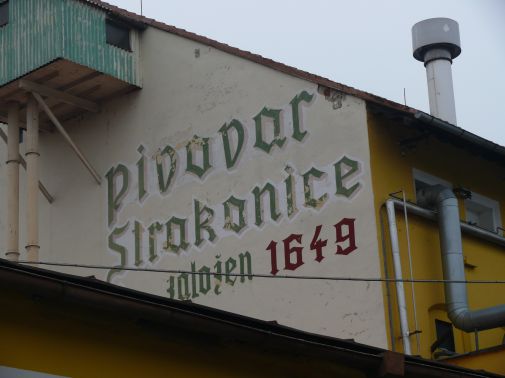 pivovar
Strakonice
založen 1649